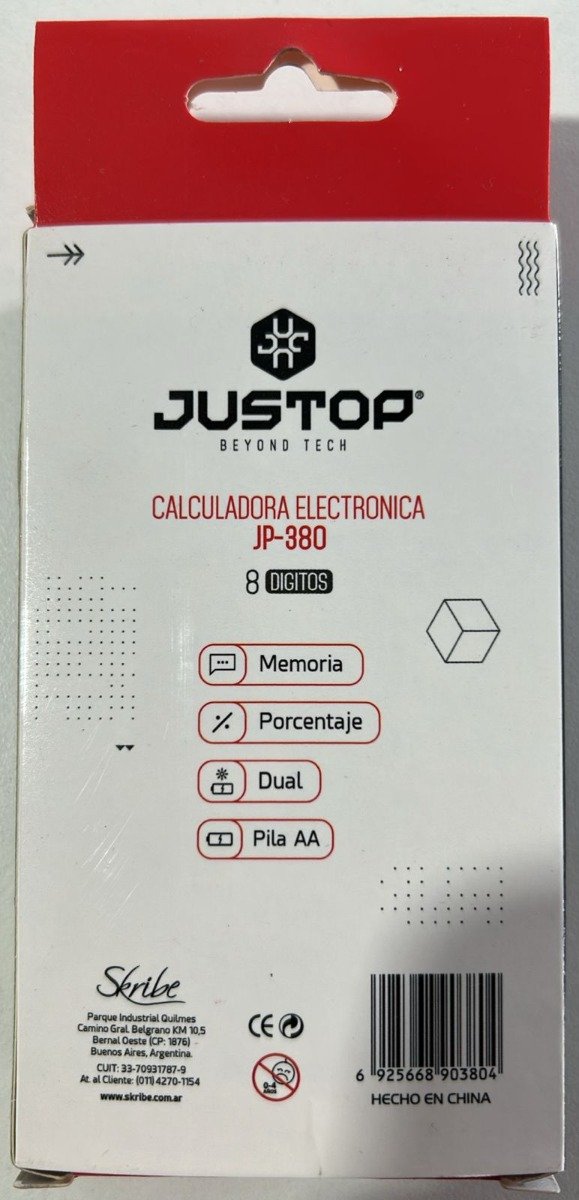 JUSTOP®
BEYOND TECH
CALCULADORA ELECTRONICA
JP-380
8 DIGITOS
Memoria
Porcentaje
Dual
Pila AA
Skribe
Parque Industrial Quilmes
Camino Gral. Belgrano KM 10,5
Bernal Oeste (CP: 1876)
Buenos Aires, Argentina.
CUIT: 33-70931787-9
At. al Cliente: (011) 4270-1154
www.skribe.com.ar
CE
0-4
AÑOS
6 925668 903804
HECHO EN CHINA